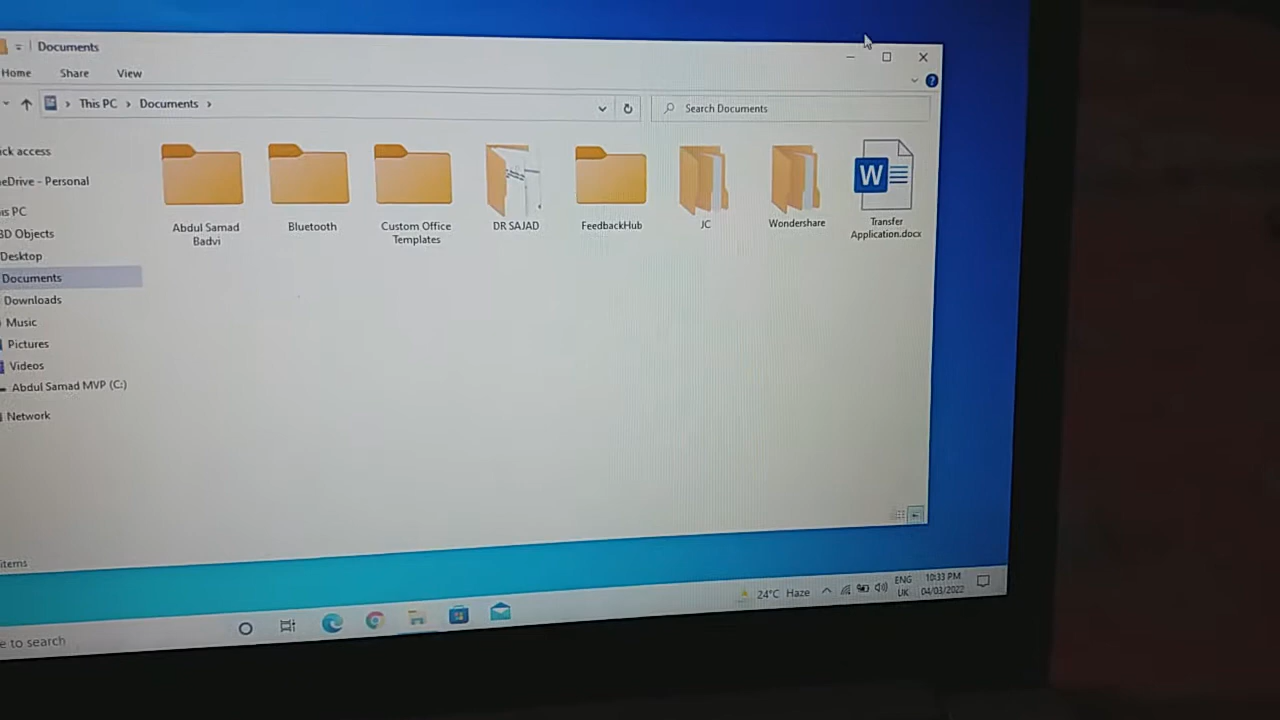 Documents
Home Share View
This PC > Documents >
Search Documents
ick access
neDrive - Personal
is PC
3D Objects
Desktop
Documents
Downloads
Music
Pictures
Videos
Abdul Samad MVP (C:)
Network
Abdul Samad
Badvi
Bluetooth
Custom Office
Templates
DR SAJAD
FeedbackHub
JC
Wondershare
W
Transfer
Application.docx
items
e to search
24°C Haze
ENG
UK
10:33 PM
04/03/2022